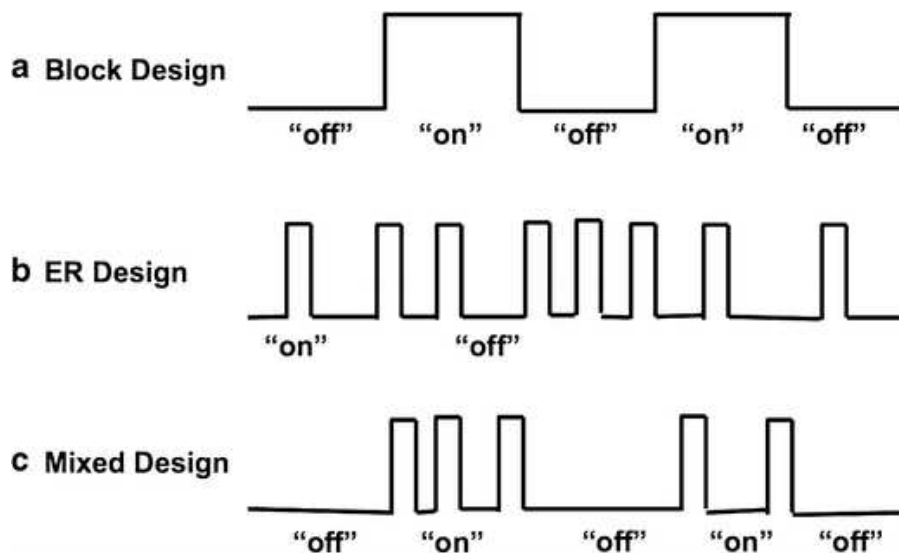 a Block Design
“off” “on” “off” “on” “off”
b ER Design
“on” “off”
c Mixed Design
“off” “on” “off” “on” “off”